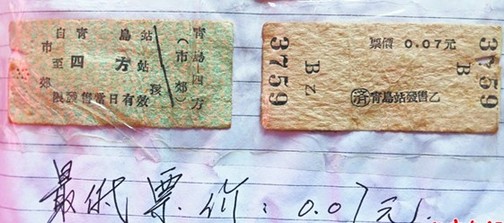 自青島站
至四方站
市郊
限發售當日有效
青島四方
(市郊)
3759
票價 0.07元
Bz
B
3759
濟 青島站發售乙
最低票价:0.07元